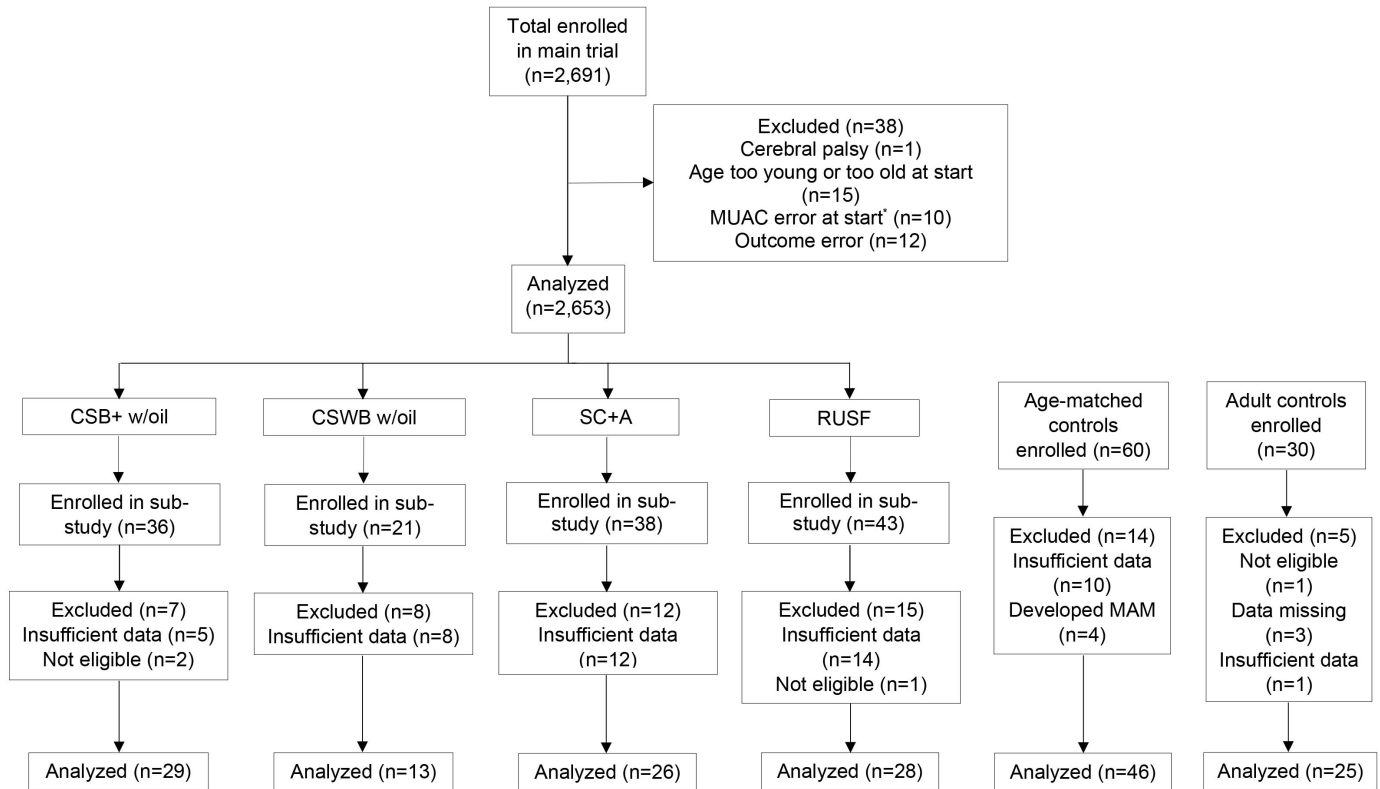 Total enrolled
in main trial
(n=2,691)
Excluded (n=38)
Cerebral palsy (n=1)
Age too young or too old at start
(n=15)
MUAC error at start* (n=10)
Outcome error (n=12)
Analyzed
(n=2,653)
CSB+ w/oil
Enrolled in sub-
study (n=36)
Excluded (n=7)
Insufficient data (n=5)
Not eligible (n=2)
Analyzed (n=29)
CSWB w/oil
Enrolled in sub-
study (n=21)
Excluded (n=8)
Insufficient data (n=8)
Analyzed (n=13)
SC+A
Enrolled in sub-
study (n=38)
Excluded (n=12)
Insufficient data
(n=12)
Analyzed (n=26)
RUSF
Enrolled in sub-
study (n=43)
Excluded (n=15)
Insufficient data
(n=14)
Not eligible (n=1)
Analyzed (n=28)
Age-matched
controls
enrolled (n=60)
Excluded (n=14)
Insufficient data
(n=10)
Developed MAM
(n=4)
Analyzed (n=46)
Adult controls
enrolled
(n=30)
Excluded (n=5)
Not eligible
(n=1)
Data missing
(n=3)
Insufficient data
(n=1)
Analyzed (n=25)